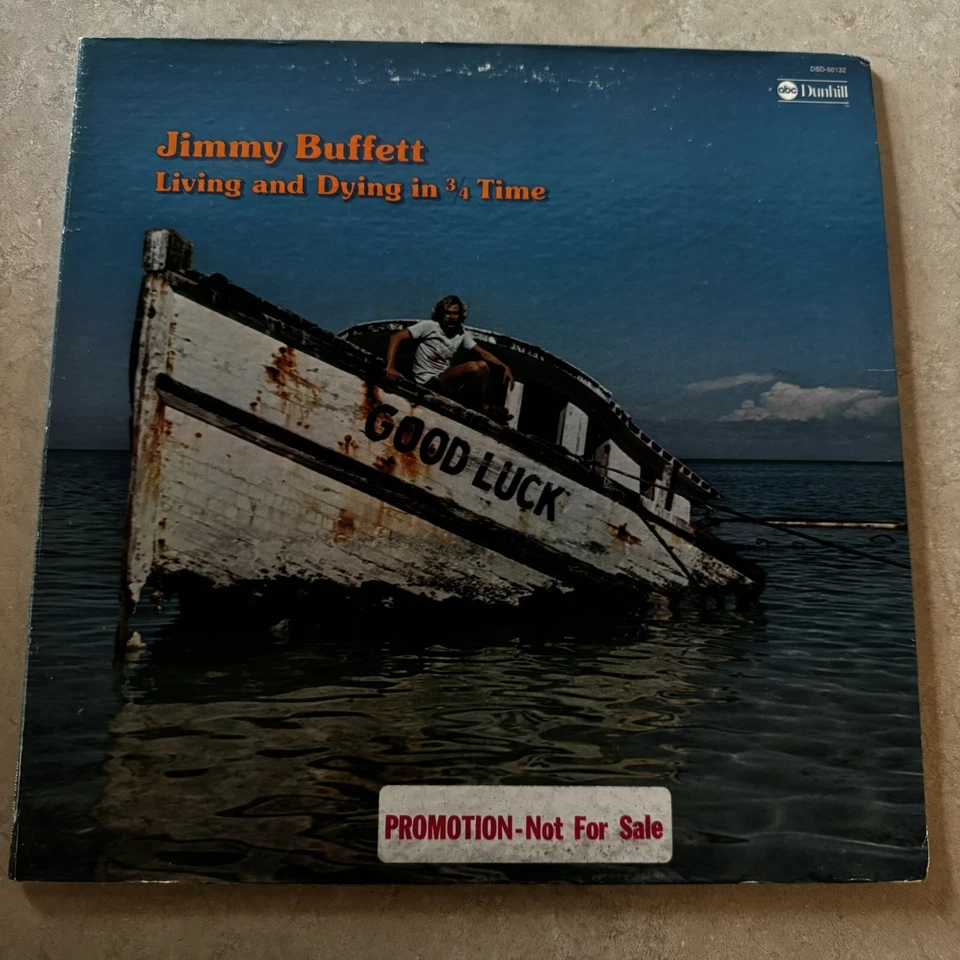 DSD-50132
abc Dunhill
Jimmy Buffett
Living and Dying in 3/4 Time
GOOD LUCK
PROMOTION-Not For Sale